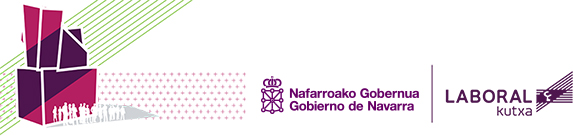 Nafarroako Gobernua
Gobierno de Navarra
LABORAL
kutxa